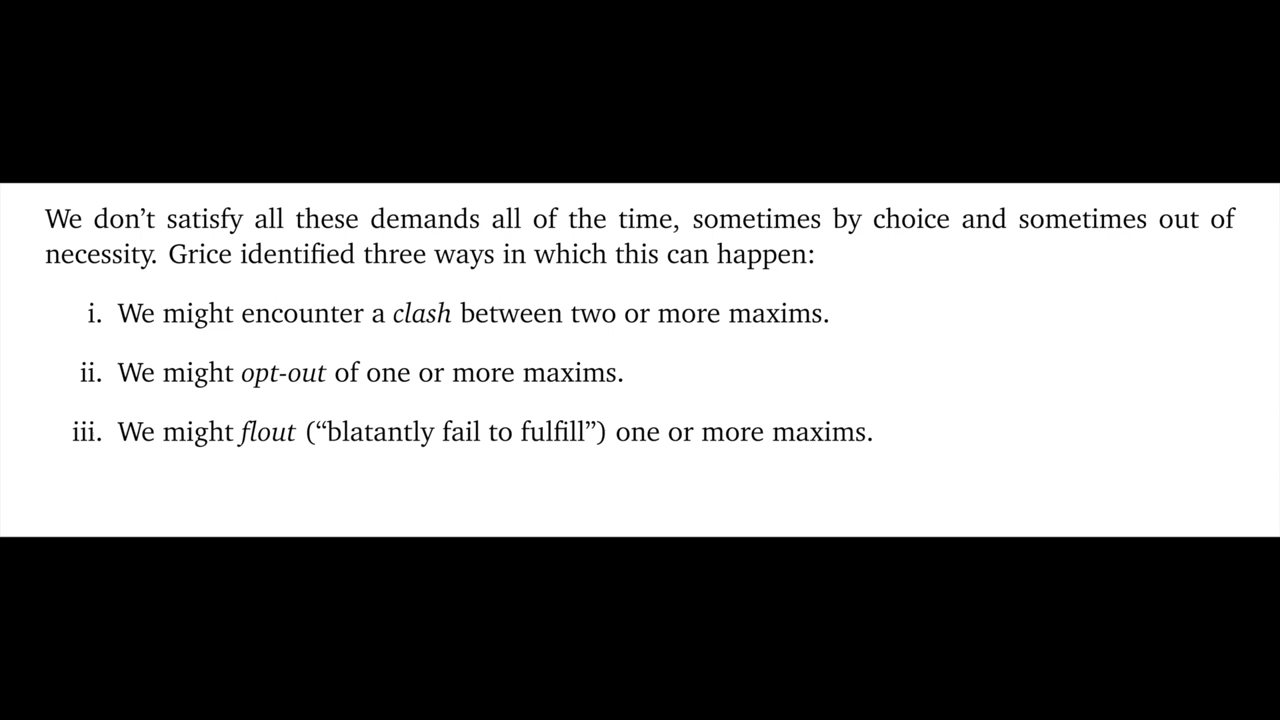 We don’t satisfy all these demands all of the time, sometimes by choice and sometimes out of
necessity. Grice identified three ways in which this can happen:
i. We might encounter a clash between two or more maxims.
ii. We might opt-out of one or more maxims.
iii. We might flout (“blatantly fail to fulfill”) one or more maxims.